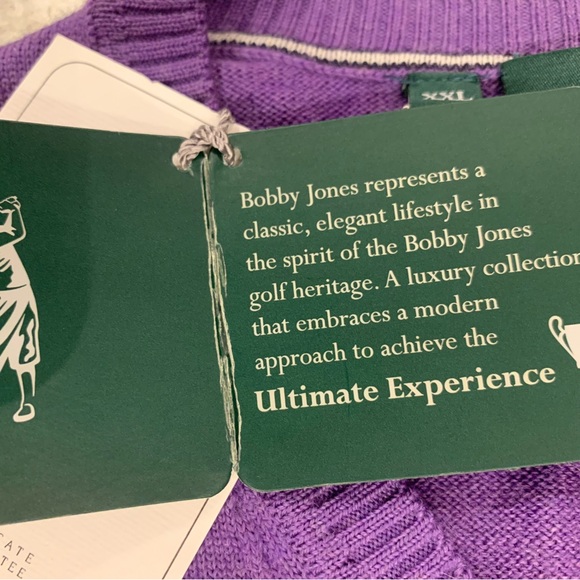 XXL
Bobby Jones represents a
classic, elegant lifestyle in
the spirit of the Bobby Jones
golf heritage. A luxury collection
that embraces a modern
approach to achieve the
Ultimate Experience
CATE
TEE